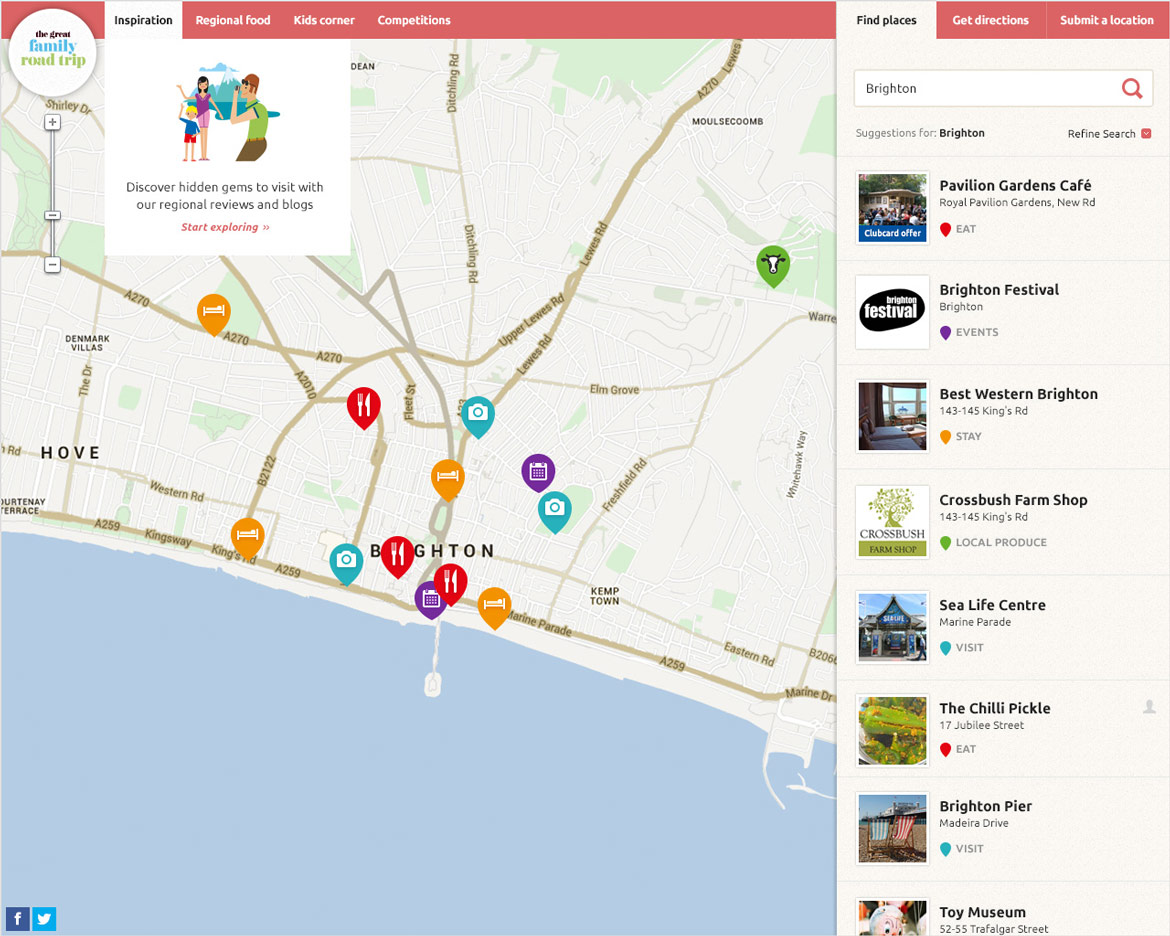 the great
family
road trip
Inspiration
Regional food
Kids corner
Competitions
Find places
Get directions
Submit a location
Discover hidden gems to visit with
our regional reviews and blogs
Start exploring »
DEAN
Shirley Dr
Ditchling Rd
A270
Lewes Rd
MOULSECOOMB
Ditchling Rd
Lewes Rd
A270
A270
DENMARK
VILLAS
The Dr
A270
A2010
Upper Lewes Rd
Lewes Rd
Warre
Fleet St
A23
Elm Grove
HOVE
Rd
B2122
Western Rd
Whitehawk Way
Freshfield Rd
OURTENAY
TERRACE
A259
Kingsway
King's Rd
A259
BRIGHTON
KEMP
TOWN
Marine Parade
Eastern Rd
A259
B2066
Marine Dr
Brighton
Suggestions for: Brighton
Refine Search
Clubcard offer
Pavilion Gardens Café
Royal Pavilion Gardens, New Rd
EAT
brighton
festival
Brighton Festival
Brighton
EVENTS
Best Western Brighton
143-145 King's Rd
STAY
CROSSBUSH
FARM SHOP
Crossbush Farm Shop
143-145 King's Rd
LOCAL PRODUCE
SEA LIFE
Sea Life Centre
Marine Parade
VISIT
The Chilli Pickle
17 Jubilee Street
EAT
Brighton Pier
Madeira Drive
VISIT
Toy Museum
52-55 Trafalgar Street
f